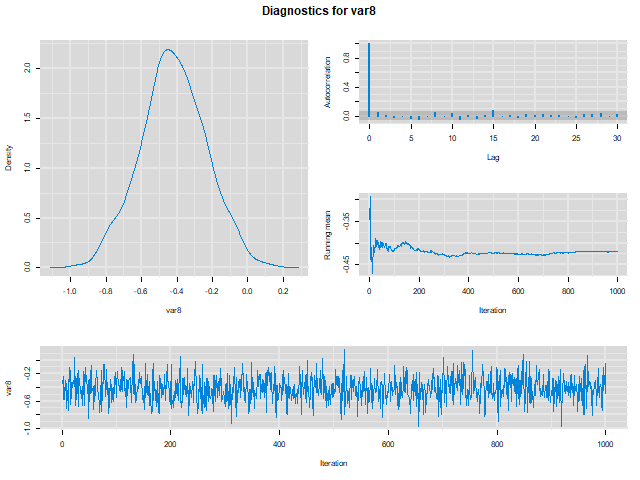 Diagnostics for var8
Density
0.0 0.5 1.0 1.5 2.0
-1.0 -0.8 -0.6 -0.4 -0.2 0.0 0.2
var8
Autocorrelation
0.0 0.4 0.8
0 5 10 15 20 25 30
Lag
Running mean
-0.45 -0.35
0 200 400 600 800 1000
Iteration
var8
-1.0 -0.6 -0.2
0 200 400 600 800 1000
Iteration